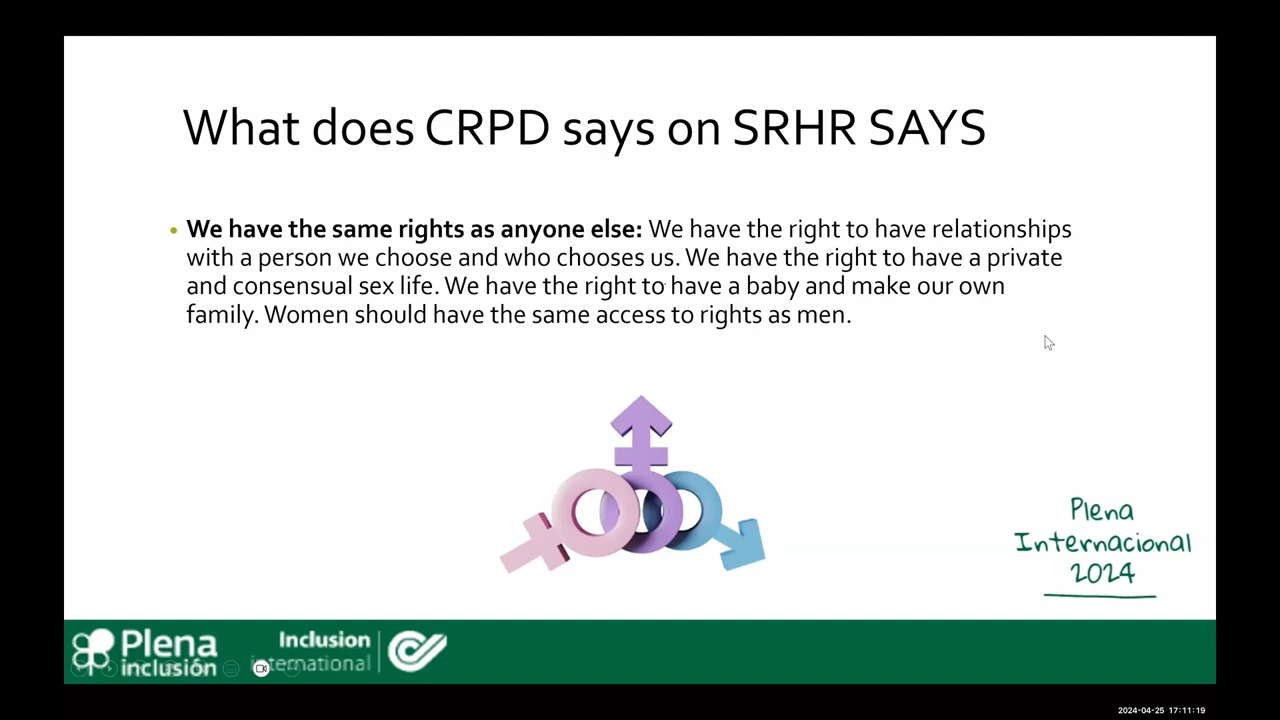 What does CRPD says on SRHR SAYS
• We have the same rights as anyone else: We have the right to have relationships
with a person we choose and who chooses us. We have the right to have a private
and consensual sex life. We have the right to have a baby and make our own
family. Women should have the same access to rights as men.
Plena
Internacional
2024
Plena
inclusión
Inclusion
international
2024-04-25 17:11:19